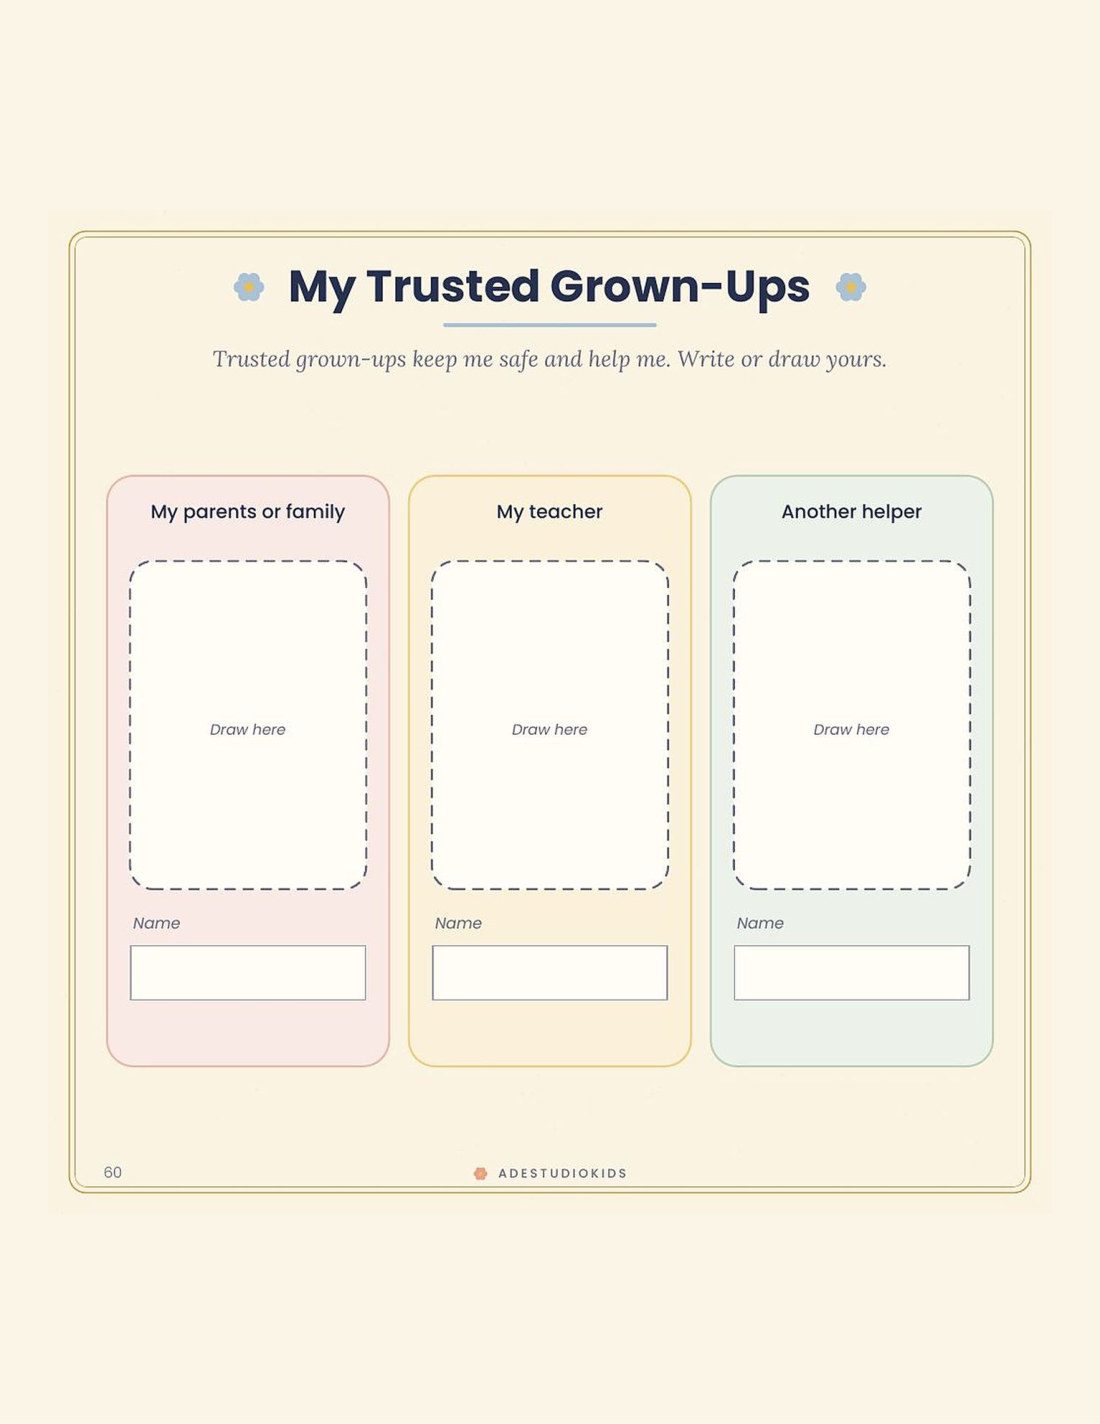 My Trusted Grown-Ups
Trusted grown-ups keep me safe and help me. Write or draw yours.
My parents or family
Draw here
Name
My teacher
Draw here
Name
Another helper
Draw here
Name
60
ADESTUDIOKIDS